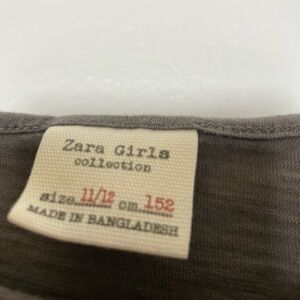 Zara Girls
collection
size 11/12 cm. 152
MADE IN BANGLADESH